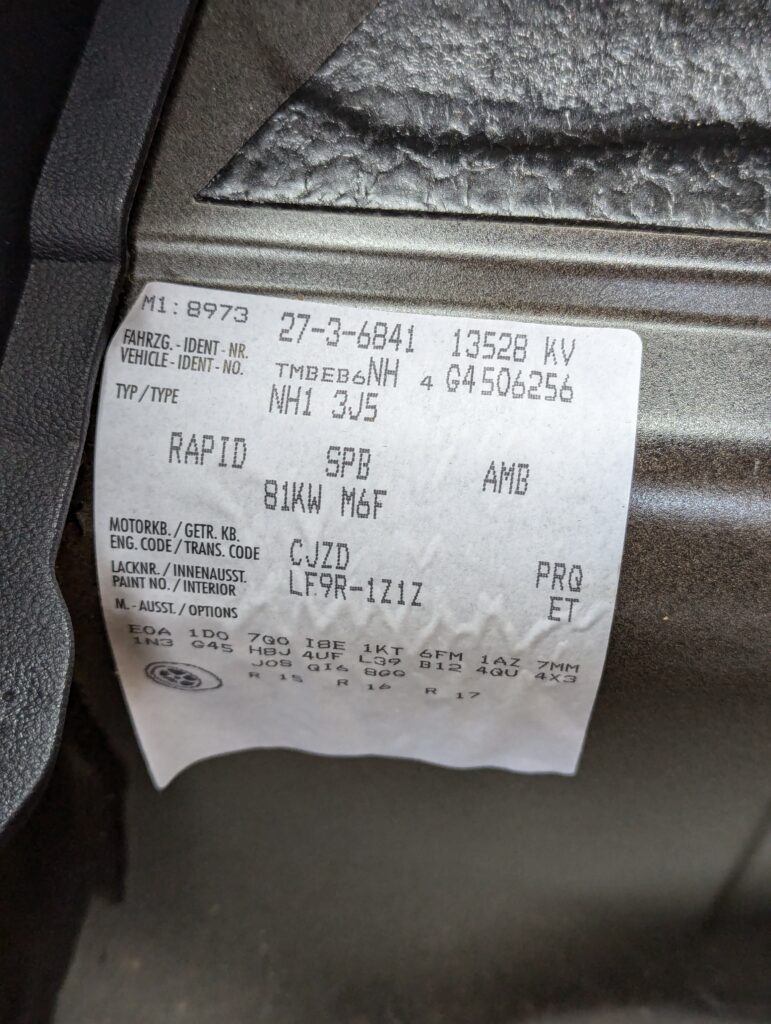 M1: 8973 27-3-6841 13528 KV
FAHRZG. - IDENT - NR.
VEHICLE - IDENT - NO. TMBEB6NH 4 G4506256
TYP / TYPE NH1 3J5
RAPID SPB AMB
81KW M6F
MOTORKB. / GETR. KB.
ENG. CODE / TRANS. CODE CJZD PRQ
LACKNR. / INNENAUSST.
PAINT NO. / INTERIOR LF9R-1Z1Z ET
M. - AUSST. / OPTIONS
E0A 1D0 7Q0 I8E 1KT 6FM 1AZ 7MM
1N3 G45 H8J 4UF L39 B12 4QU 4X3
J0S QI6 8QQ
R 15 R 16 R 17